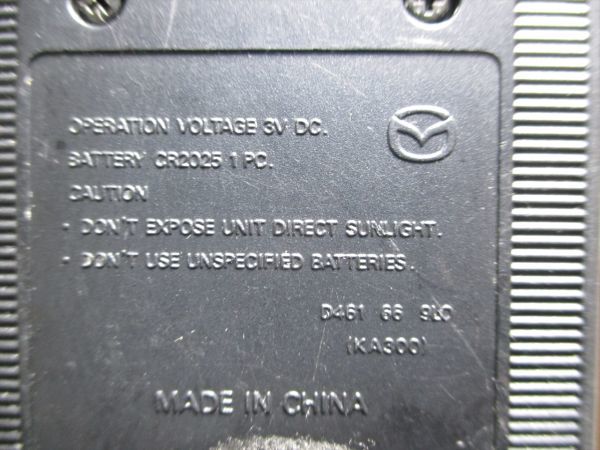 OPERATION VOLTAGE 3V DC.
BATTERY CR2025 1 PC.
CAUTION
· DON'T EXPOSE UNIT DIRECT SUNLIGHT.
· DON'T USE UNSPECIFIED BATTERIES.
D461 66 9L0
(KA300)
MADE IN CHINA